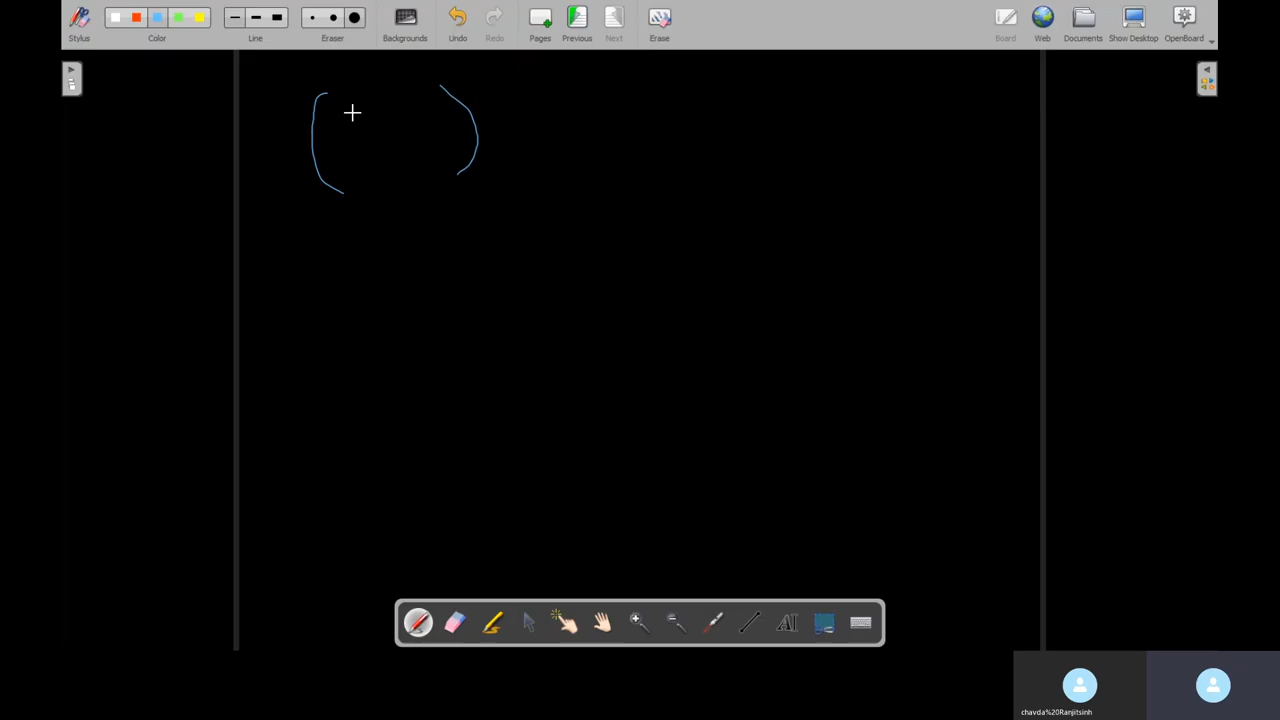 Stylus Color Line Eraser Backgrounds Undo Redo Pages Previous Next Erase Board Web Documents Show Desktop OpenBoard
( )
AI
chavda%20Ranjitsinh